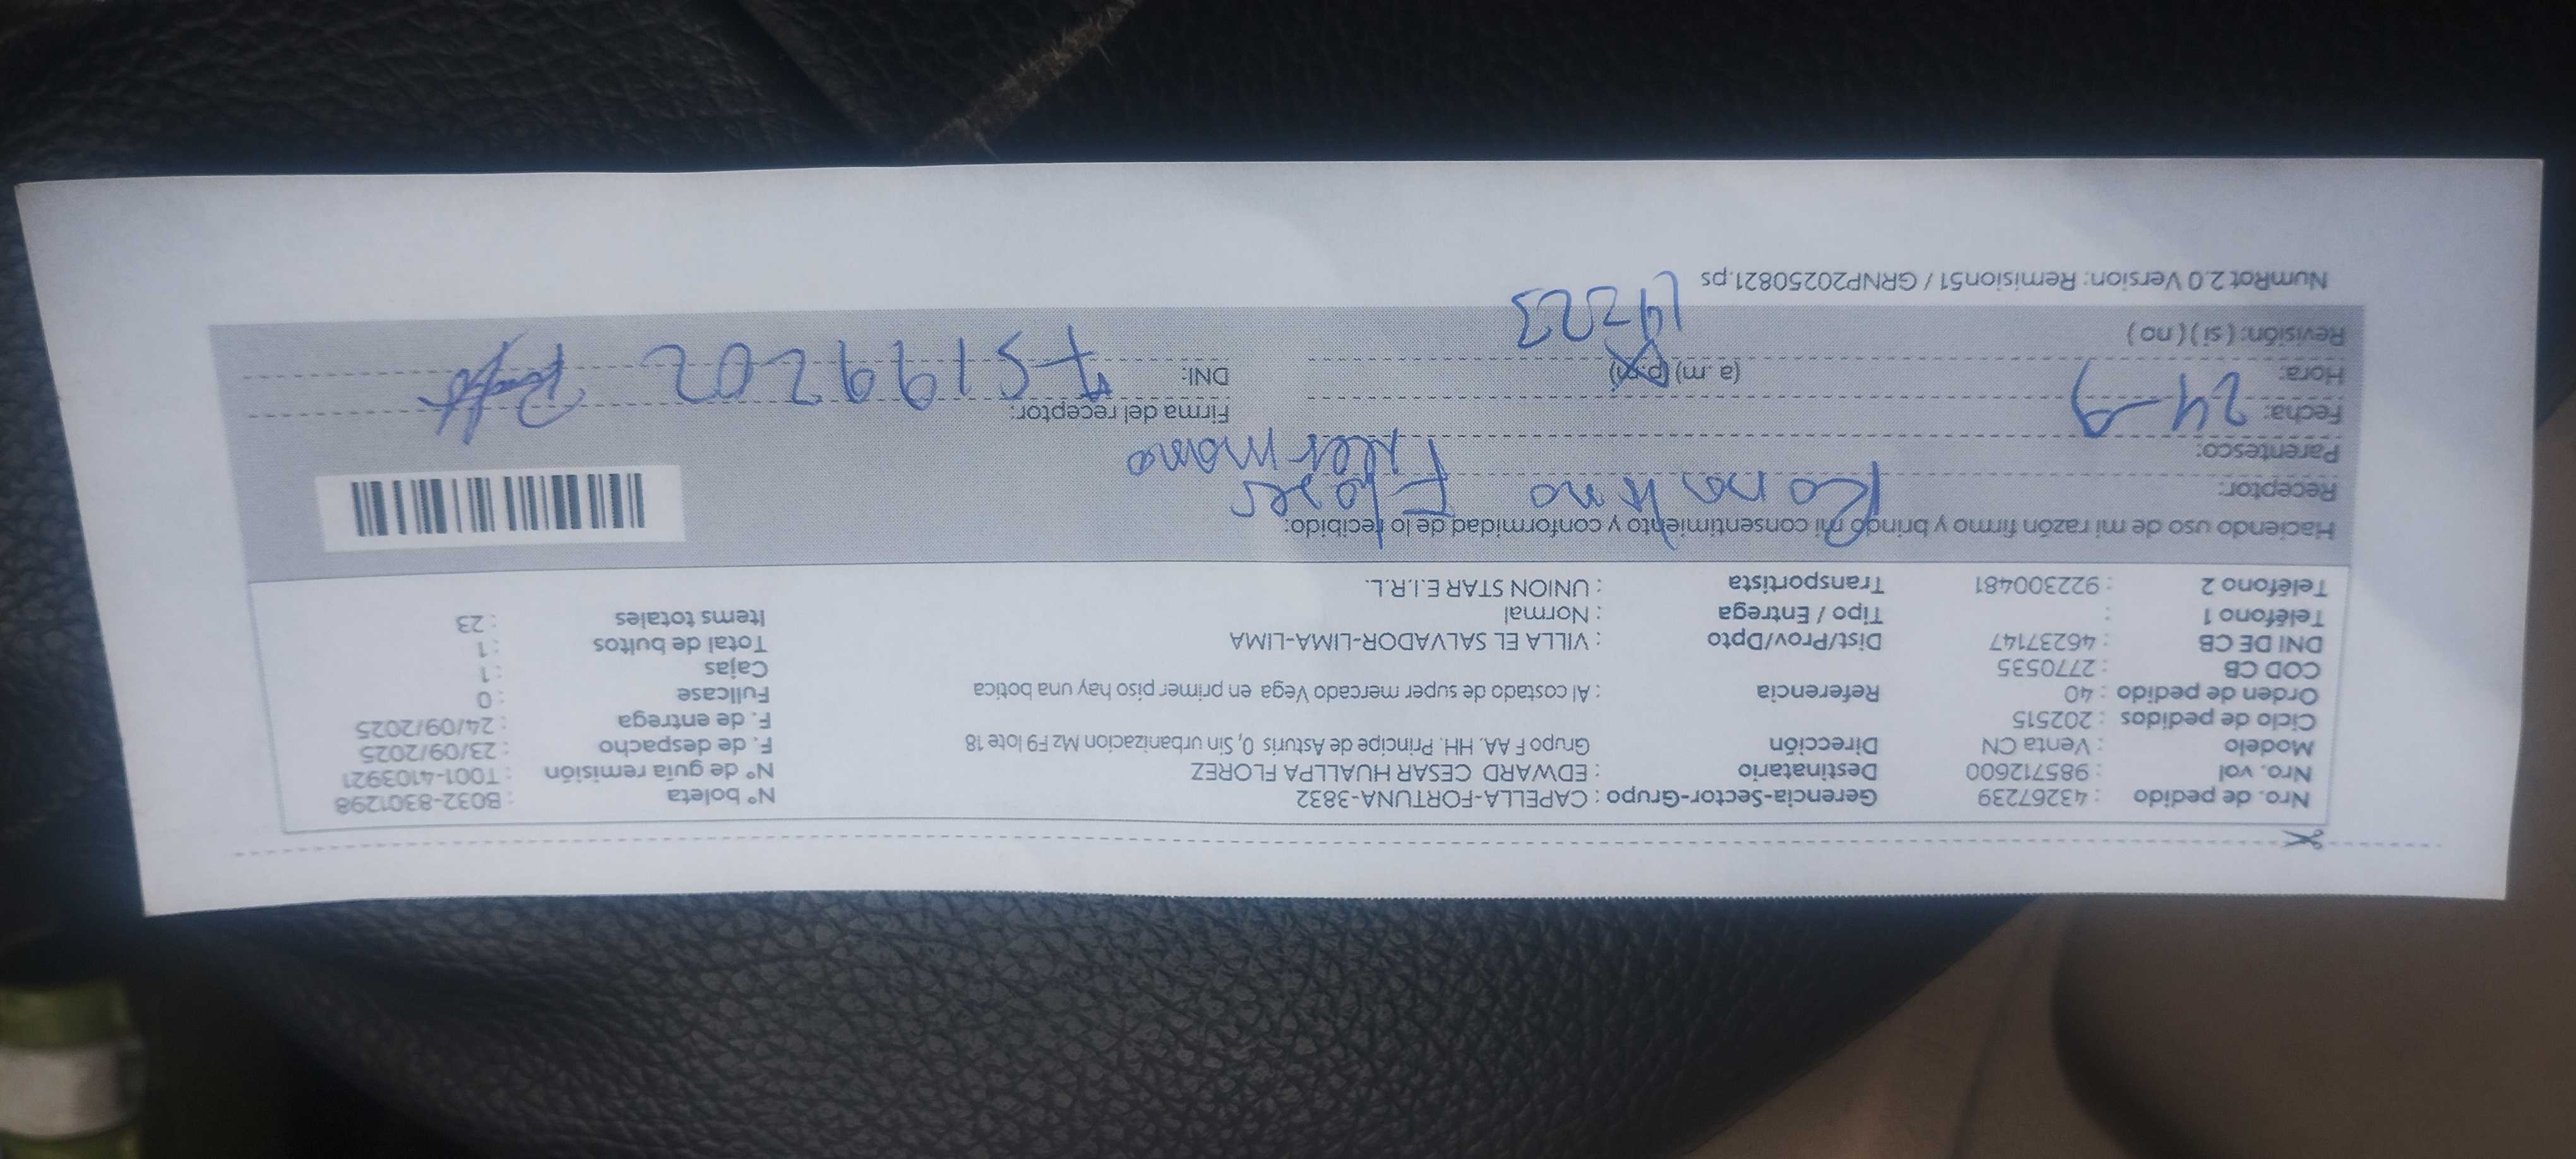 Nro. de pedido : 43267239 Gerencia-Sector-Grupo : CAPELLA-FORTUNA-3832 N° boleta : B032-8301298
Nro. vol : 985712600 Destinatario : EDWARD CESAR HUALLPA FLOREZ N° de guía remisión : T001-4103921
Modelo : Venta CN Dirección Grupo F AA. HH. Principe de Asturis 0, Sin urbanizacion Mz F9 lote 18 F. de despacho : 23/09/2025
Ciclo de pedidos : 202515 F. de entrega : 24/09/2025
Orden de pedido : 40 Referencia : Al costado de super mercado Vega en primer piso hay una botica Fullcase : 0
COD CB : 2770535 Cajas : 1
DNI DE CB : 46237147 Dist/Prov/Dpto : VILLA EL SALVADOR-LIMA-LIMA Total de bultos : 1
Teléfono 1 : Tipo / Entrega : Normal Items totales : 23
Teléfono 2 : 922300481 Transportista : UNION STAR E.I.R.L.
Haciendo uso de mi razón firmo y brindo mi consentimiento y conformidad de lo recibido:
Receptor:
Parentesco:
Fecha: 24-9 Firma del receptor:
Hora: (a.m) (p.m) DNI: 75199202
Revisión: ( si ) ( no )
NumRot 2.0 Version: Remision51 / GRNP20250821.ps